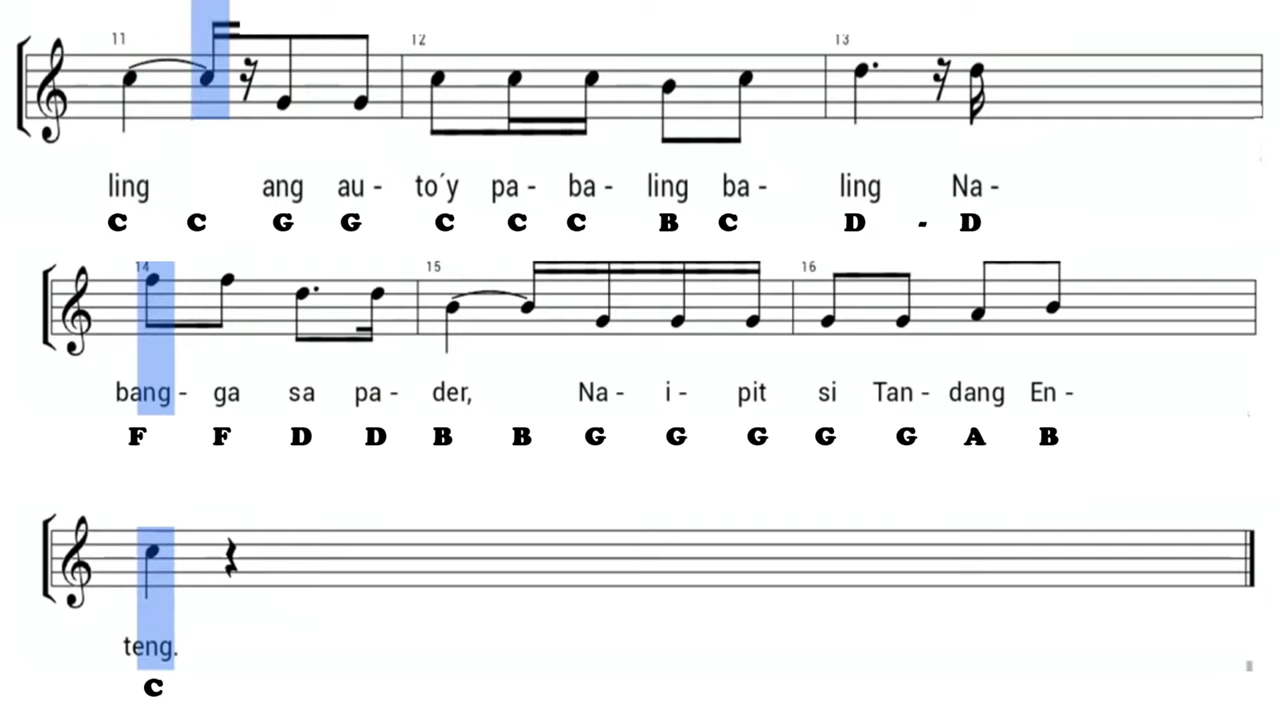 11 12 13
ling ang au - to´y pa - ba - ling ba - ling Na -
C C G G C C C B C D - D
14 15 16
bang - ga sa pa - der, Na - i - pit si Tan - dang En -
F F D D B B G G G G G A B
teng.
C